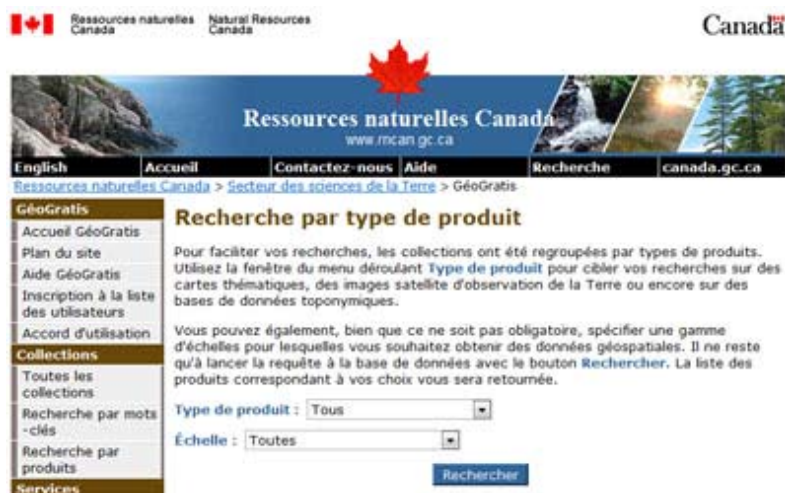 Ressources naturelles Natural Resources
Canada Canada
Canada
Ressources naturelles Canada
www.rncan.gc.ca
English Accueil Contactez-nous Aide Recherche canada.gc.ca
Ressources naturelles Canada > Secteur des sciences de la Terre > GéoGratis
GéoGratis
Accueil GéoGratis
Plan du site
Aide GéoGratis
Inscription à la liste
des utilisateurs
Accord d'utilisation
Collections
Toutes les
collections
Recherche par mots
-clés
Recherche par
produits
Services
Recherche par type de produit
Pour faciliter vos recherches, les collections ont été regroupées par types de produits.
Utilisez la fenêtre du menu déroulant Type de produit pour cibler vos recherches sur des
cartes thématiques, des images satellite d'observation de la Terre ou encore sur des
bases de données toponymiques.
Vous pouvez également, bien que ce ne soit pas obligatoire, spécifier une gamme
d'échelles pour lesquelles vous souhaitez obtenir des données géospatiales. Il ne reste
qu'à lancer la requête à la base de données avec le bouton Rechercher. La liste des
produits correspondant à vos choix vous sera retournée.
Type de produit : Tous
Échelle : Toutes
Rechercher